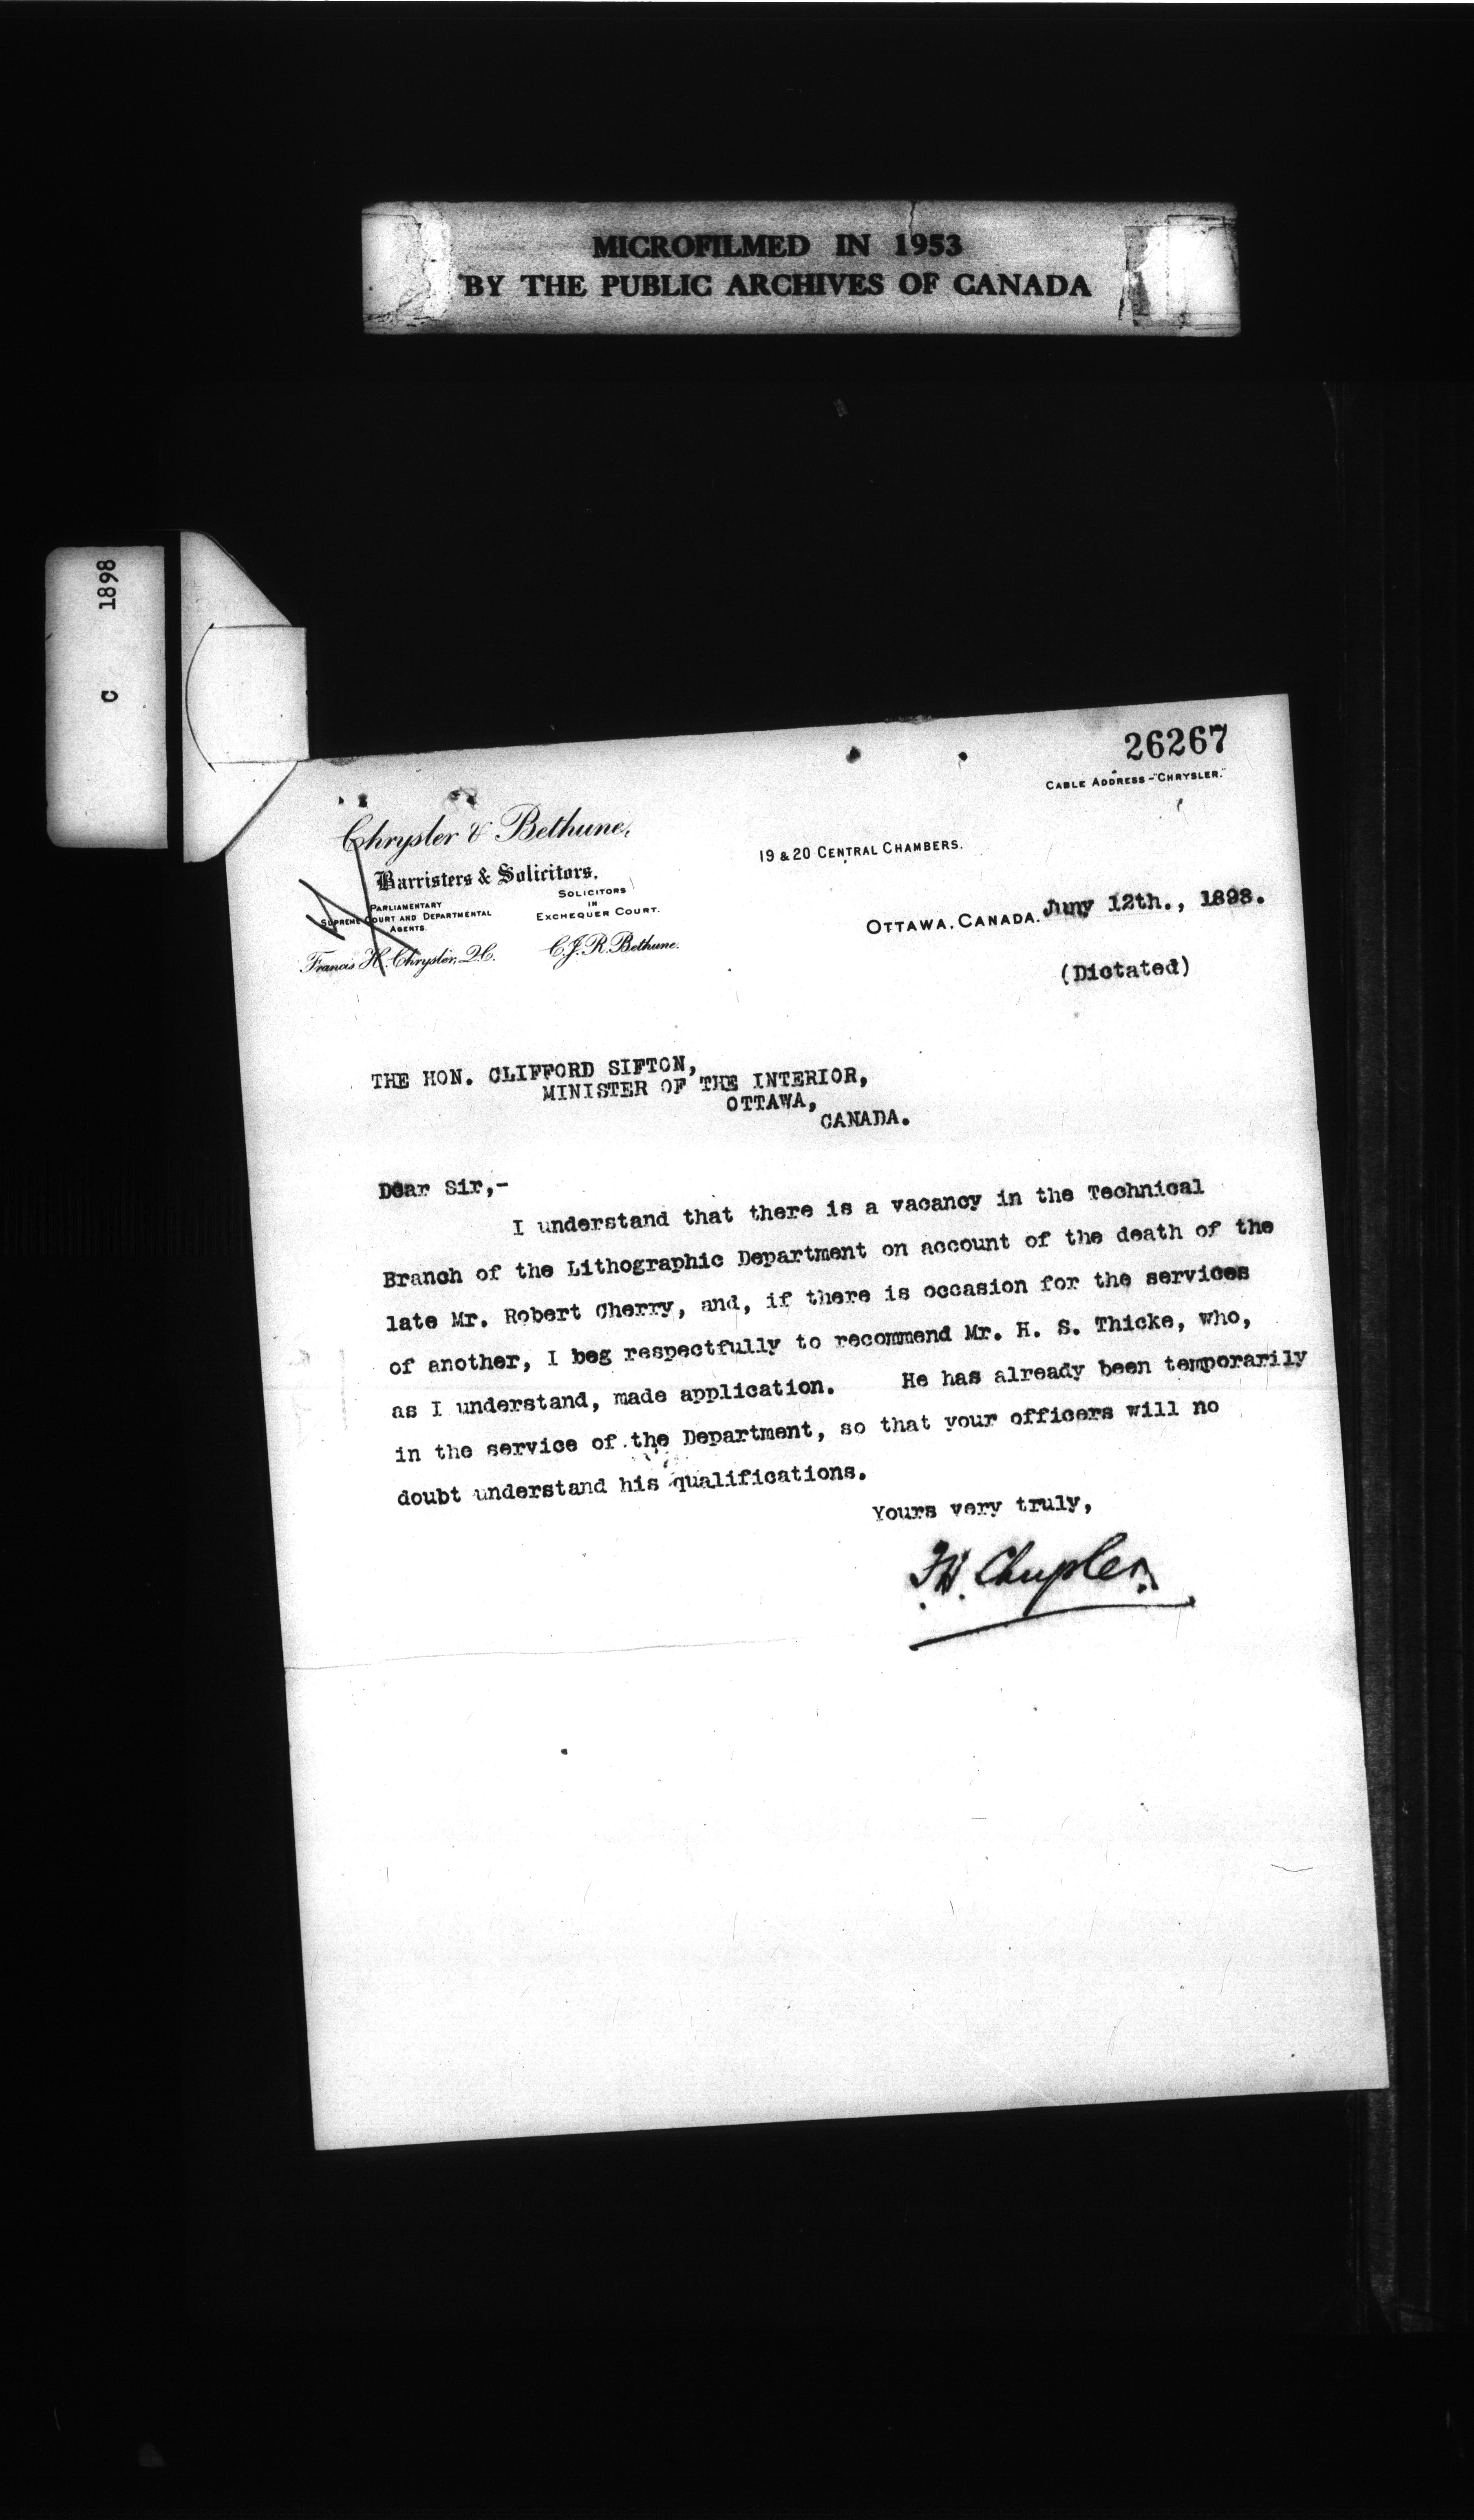 MICROFILMED IN 1953
BY THE PUBLIC ARCHIVES OF CANADA
C 1898
26267
CABLE ADDRESS-"CHRYSLER."
Chrysler & Bethune,
19 & 20 CENTRAL CHAMBERS.
Barristers & Solicitors,
PARLIAMENTARY
SUPREME COURT AND DEPARTMENTAL
AGENTS.
SOLICITORS
IN
EXCHEQUER COURT.
Francis H. Chrysler, Q.C.
C.J.R. Bethune.
OTTAWA, CANADA. 12th., 1898.
(Dictated)
THE HON. CLIFFORD SIFTON,
MINISTER OF THE INTERIOR,
OTTAWA,
CANADA.
Dear Sir,-
I understand that there is a vacancy in the Technical
Branch of the Lithographic Department on account of the death of the
late Mr. Robert Cherry, and, if there is occasion for the services
of another, I beg respectfully to recommend Mr. H. S. Thicke, who,
as I understand, made application. He has already been temporarily
in the service of the Department, so that your officers will no
doubt understand his qualifications.
Yours very truly,
F.H. Chrysler